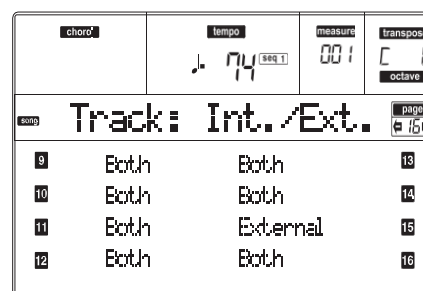 choro' tempo measure transpos
♩. 74 seq 1 001 C
octave
song Track: Int./Ext. page
9 Both Both 13
10 Both Both 14
11 Both External 15
12 Both Both 16